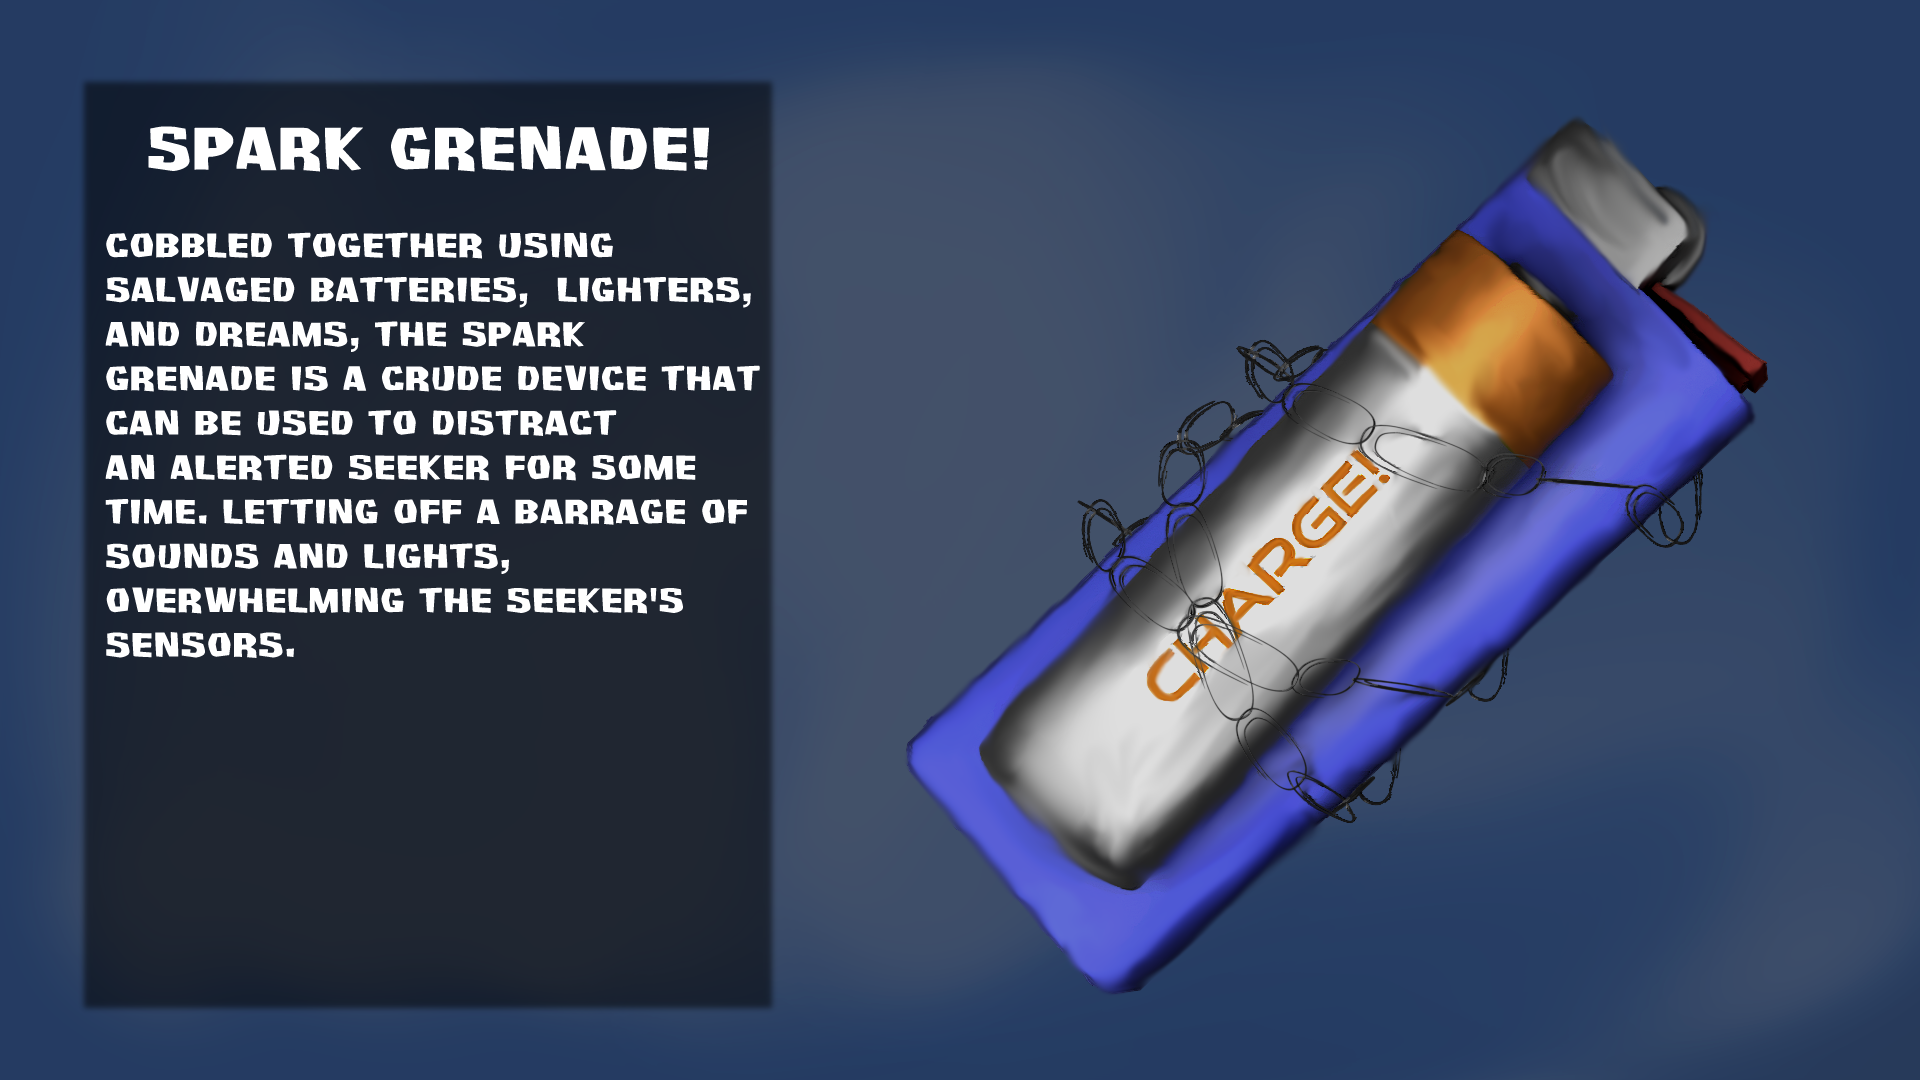 SPARK GRENADE!
COBBLED TOGETHER USING
SALVAGED BATTERIES,  LIGHTERS,
AND DREAMS, THE SPARK
GRENADE IS A CRUDE DEVICE THAT
CAN BE USED TO DISTRACT
AN ALERTED SEEKER FOR SOME
TIME. LETTING OFF A BARRAGE OF
SOUNDS AND LIGHTS,
OVERWHELMING THE SEEKER'S
SENSORS.
CHARGE!